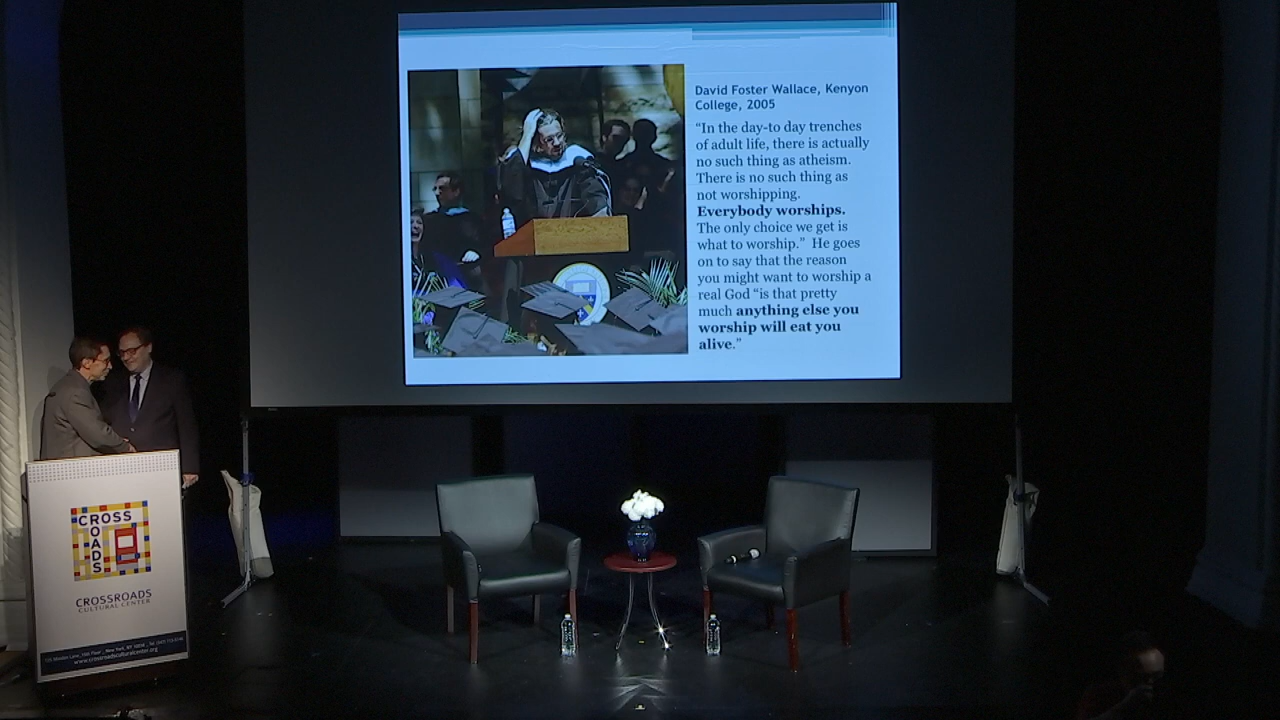 David Foster Wallace, Kenyon
College, 2005
“In the day-to day trenches
of adult life, there is actually
no such thing as atheism.
There is no such thing as
not worshipping.
Everybody worships.
The only choice we get is
what to worship.” He goes
on to say that the reason
you might want to worship a
real God “is that pretty
much anything else you
worship will eat you
alive.”
CROSS
ROADS
CROSSROADS
CULTURAL CENTER
www.crossroadsculturalcenter.org